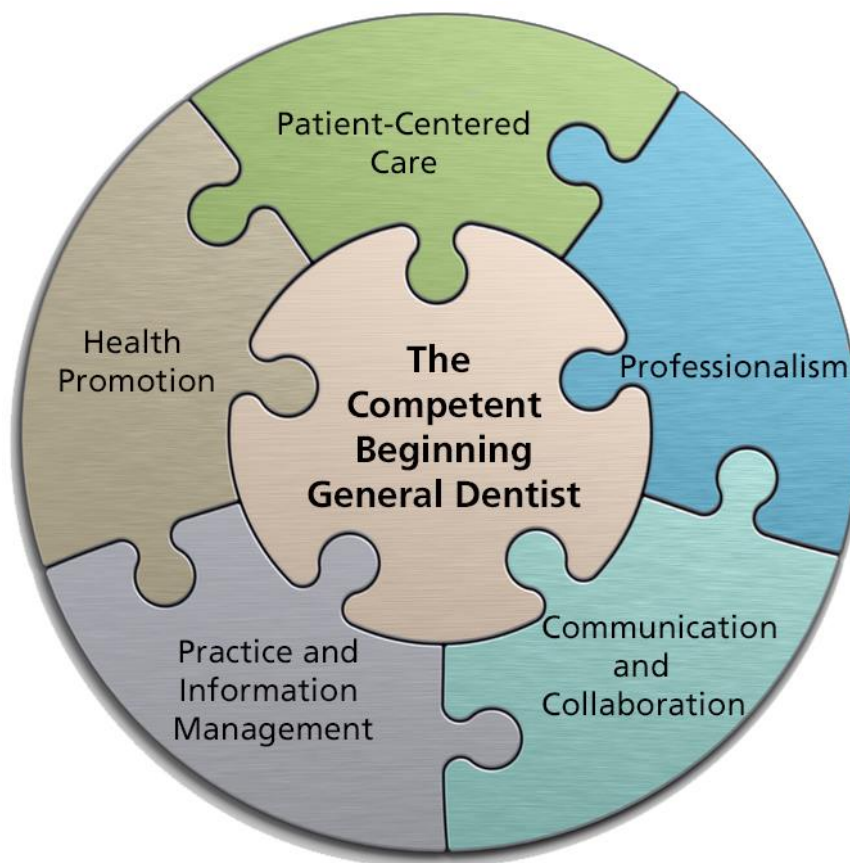 Patient-Centered
Care
Professionalism
Health
Promotion
The
Competent
Beginning
General Dentist
Communication
and
Collaboration
Practice and
Information
Management